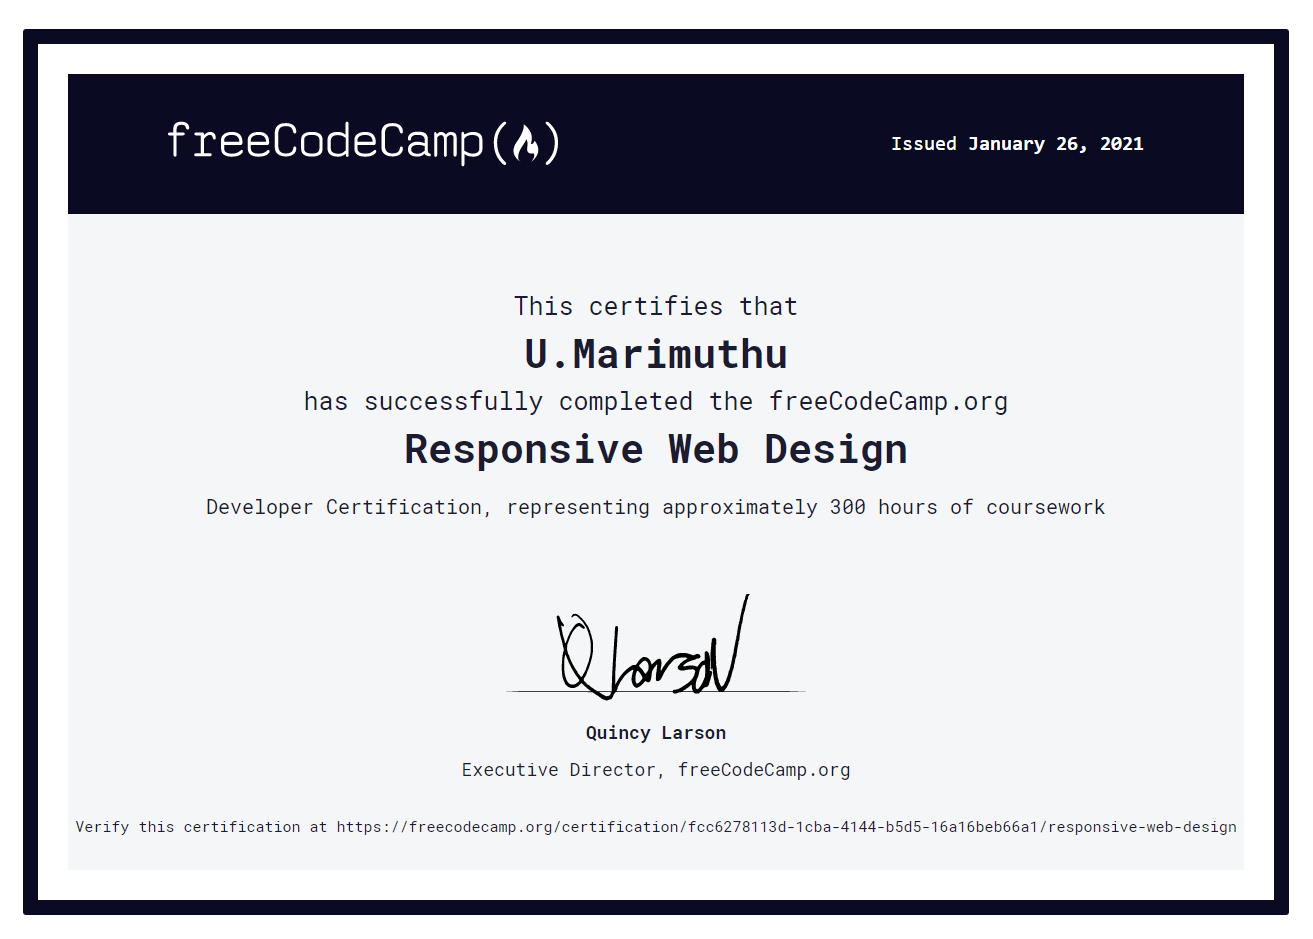 freeCodeCamp(🔥)
Issued January 26, 2021
This certifies that
U.Marimuthu
has successfully completed the freeCodeCamp.org
Responsive Web Design
Developer Certification, representing approximately 300 hours of coursework
Q Larson
Quincy Larson
Executive Director, freeCodeCamp.org
Verify this certification at https://freecodecamp.org/certification/fcc6278113d-1cba-4144-b5d5-16a16beb66a1/responsive-web-design